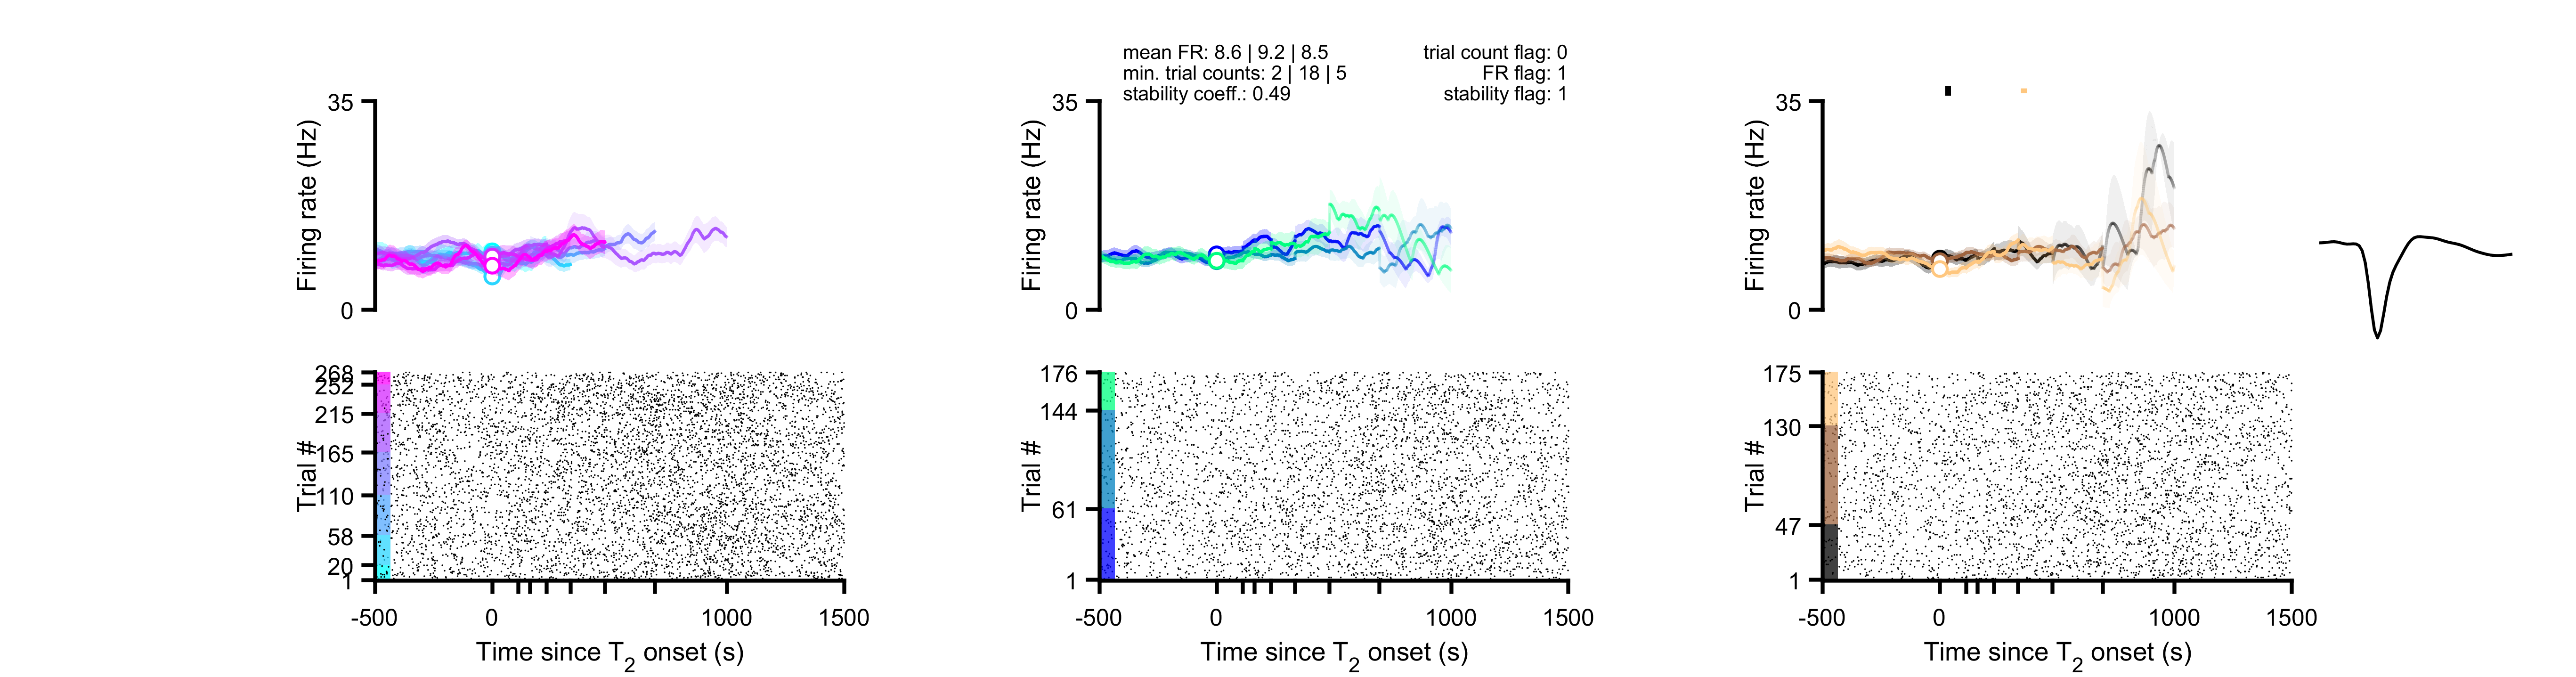 mean FR: 8.6 | 9.2 | 8.5
min. trial counts: 2 | 18 | 5
stability coeff.: 0.49
trial count flag: 0
FR flag: 1
stability flag: 1
35
Firing rate (Hz)
0
35
Firing rate (Hz)
0
35
Firing rate (Hz)
0
268
252
215
165
110
58
20
1
Trial #
-500 0 1000 1500
Time since T2 onset (s)
176
144
61
1
Trial #
-500 0 1000 1500
Time since T2 onset (s)
175
130
47
1
Trial #
-500 0 1000 1500
Time since T2 onset (s)